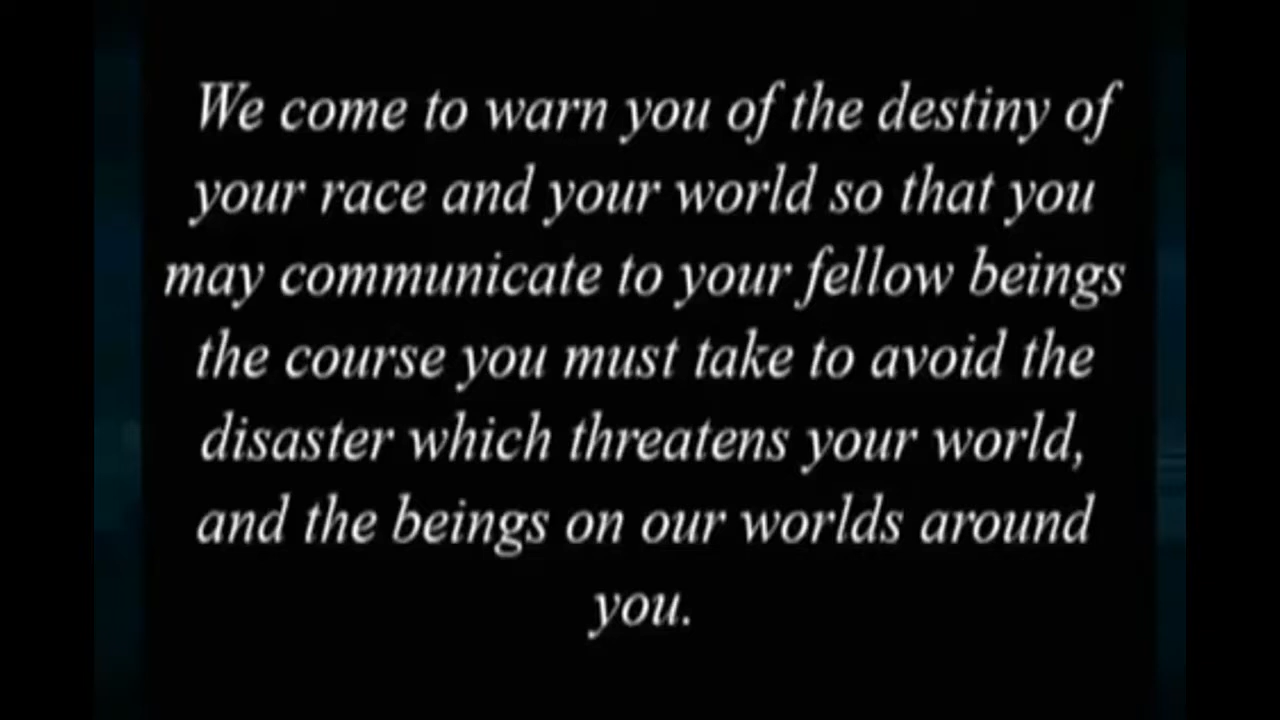 We come to warn you of the destiny of
your race and your world so that you
may communicate to your fellow beings
the course you must take to avoid the
disaster which threatens your world,
and the beings on our worlds around
you.